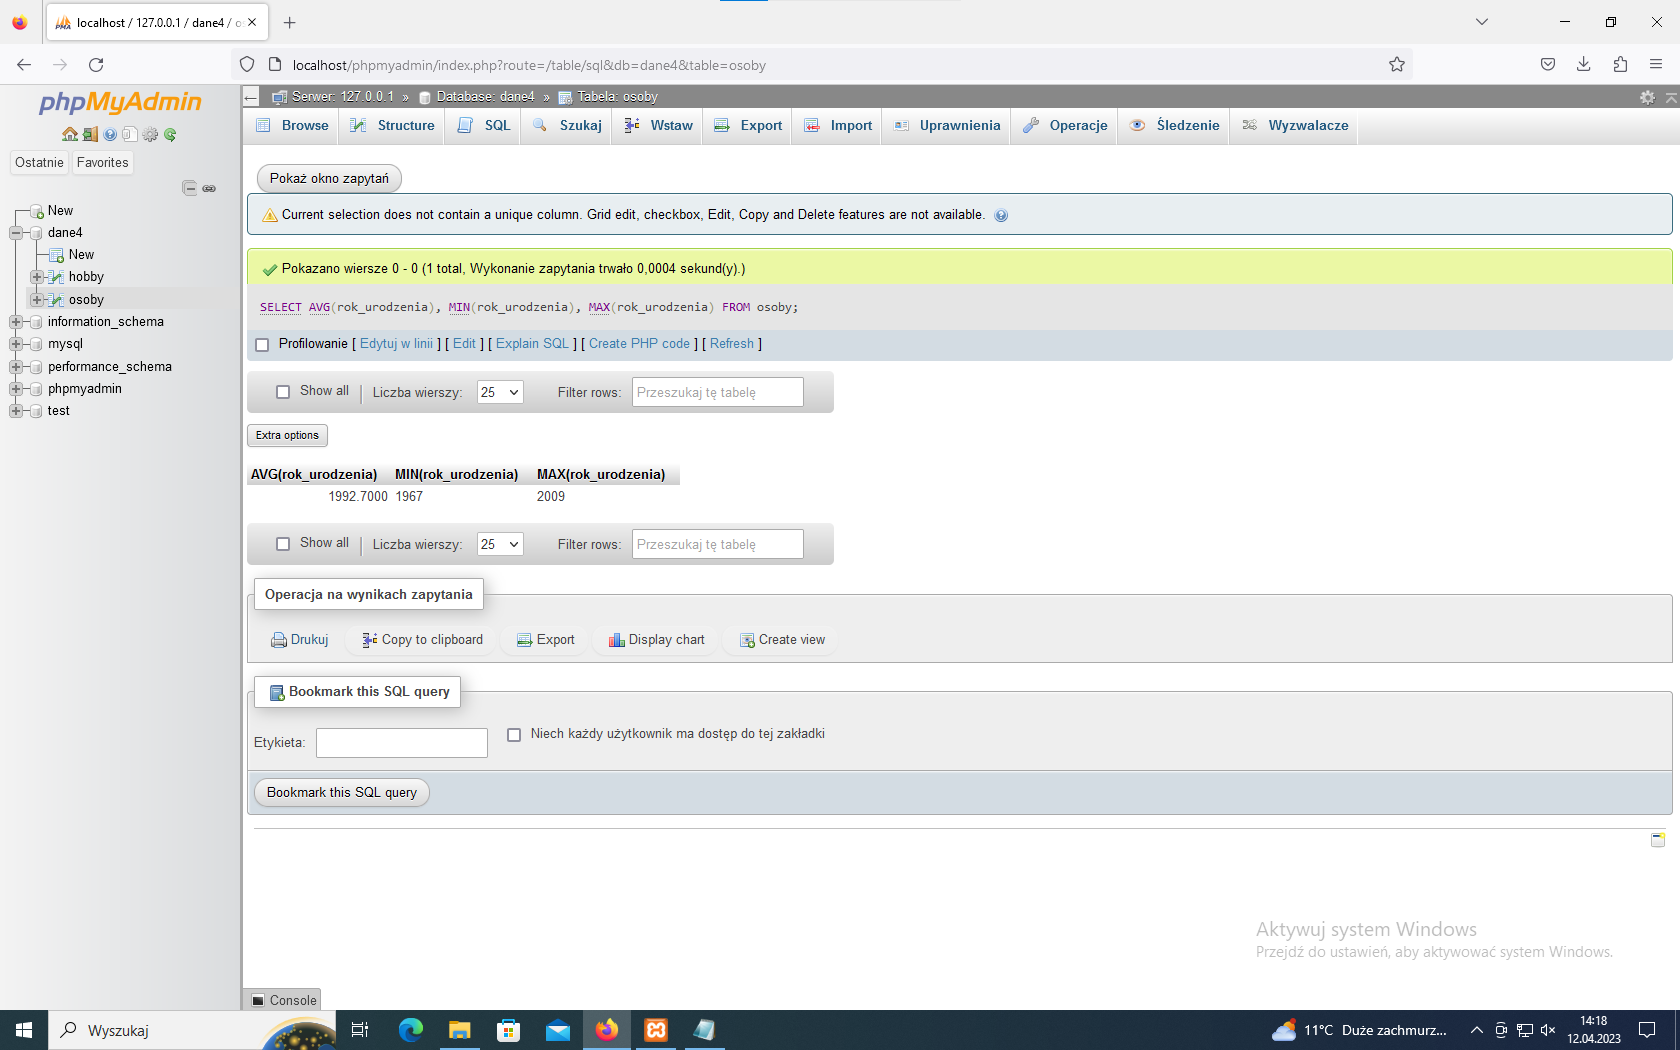 localhost / 127.0.0.1 / dane4 / o
localhost/phpmyadmin/index.php?route=/table/sql&db=dane4&table=osoby
phpMyAdmin
Ostatnie Favorites
New
dane4
New
hobby
osoby
information_schema
mysql
performance_schema
phpmyadmin
test
Serwer: 127.0.0.1 » Database: dane4 » Tabela: osoby
Browse Structure SQL Szukaj Wstaw Export Import Uprawnienia Operacje Śledzenie Wyzwalacze
Pokaż okno zapytań
Current selection does not contain a unique column. Grid edit, checkbox, Edit, Copy and Delete features are not available.
Pokazano wiersze 0 - 0 (1 total, Wykonanie zapytania trwało 0,0004 sekund(y).)
SELECT AVG(rok_urodzenia), MIN(rok_urodzenia), MAX(rok_urodzenia) FROM osoby;
Profilowanie [ Edytuj w linii ] [ Edit ] [ Explain SQL ] [ Create PHP code ] [ Refresh ]
Show all | Liczba wierszy: 25 Filter rows: Przeszukaj tę tabelę
Extra options
AVG(rok_urodzenia) MIN(rok_urodzenia) MAX(rok_urodzenia)
1992.7000 1967 2009
Show all | Liczba wierszy: 25 Filter rows: Przeszukaj tę tabelę
Operacja na wynikach zapytania
Drukuj Copy to clipboard Export Display chart Create view
Bookmark this SQL query
Etykieta: Niech każdy użytkownik ma dostęp do tej zakładki
Bookmark this SQL query
Aktywuj system Windows
Przejdź do ustawień, aby aktywować system Windows.
Console
Wyszukaj
11°C Duże zachmurz...
14:18
12.04.2023